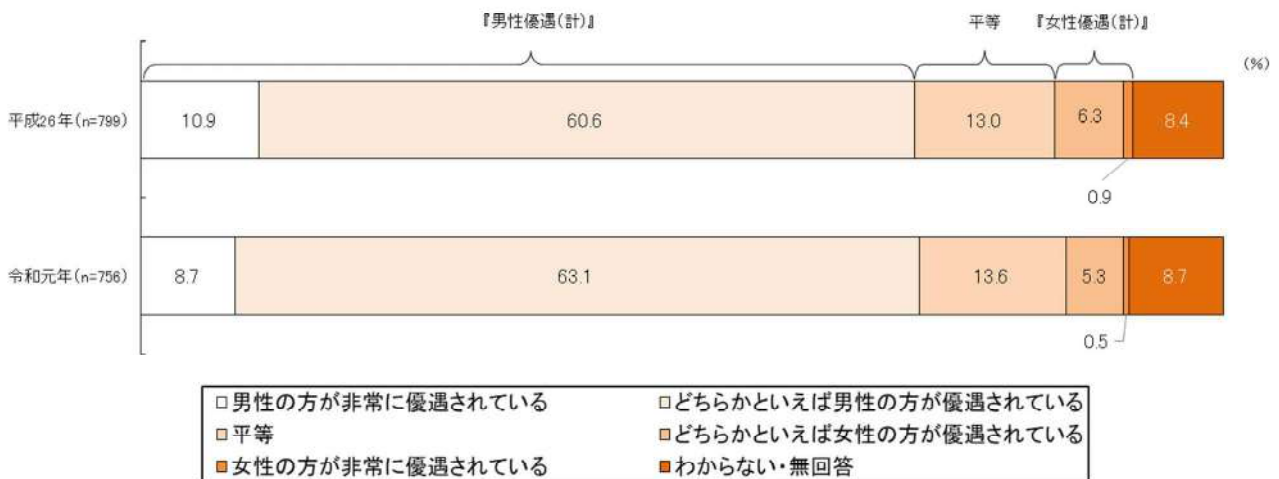 『男性優遇(計)』 平等 『女性優遇(計)』
(%)
平成26年(n=799) 10.9 60.6 13.0 6.3 8.4
0.9
令和元年(n=756) 8.7 63.1 13.6 5.3 8.7
0.5
男性の方が非常に優遇されている どちらかといえば男性の方が優遇されている
平等 どちらかといえば女性の方が優遇されている
女性の方が非常に優遇されている わからない・無回答